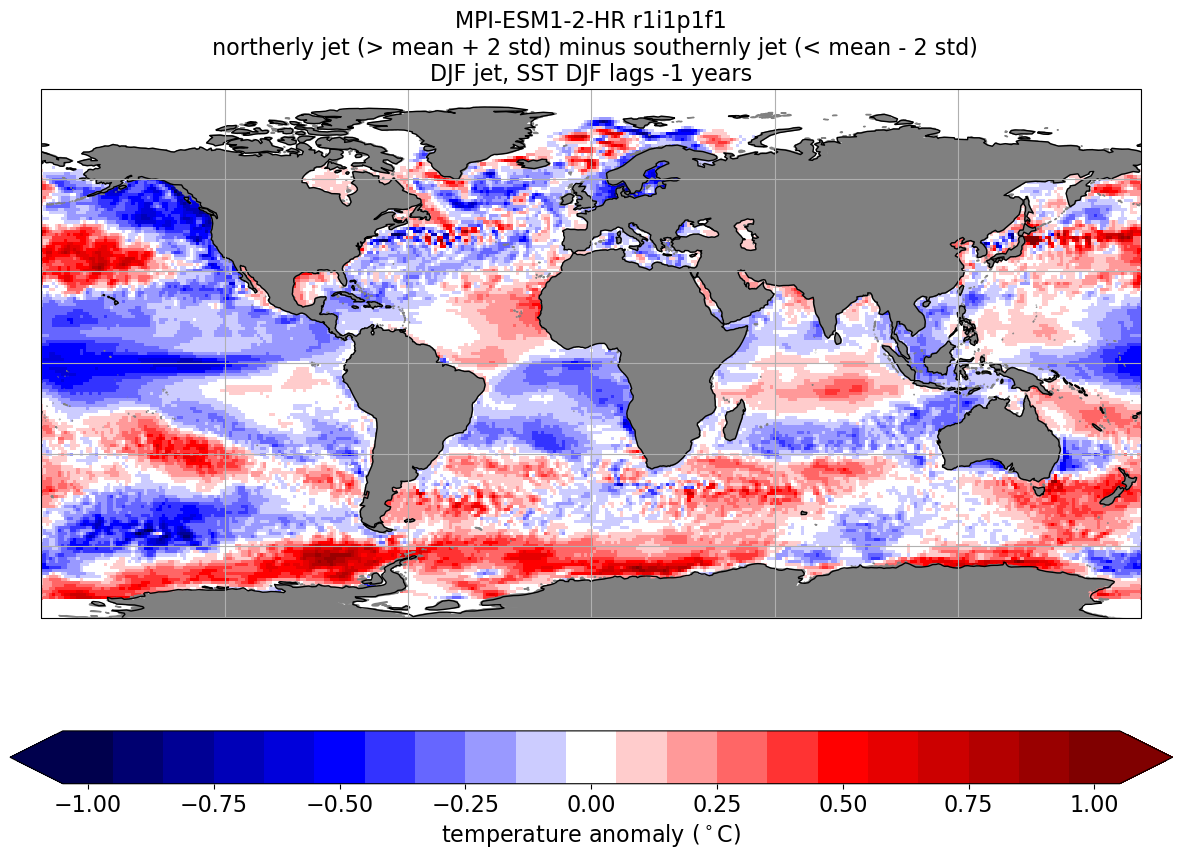 MPI-ESM1-2-HR r1i1p1f1
northerly jet (> mean + 2 std) minus southernly jet (< mean - 2 std)
DJF jet, SST DJF lags -1 years
−1.00 −0.75 −0.50 −0.25 0.00 0.25 0.50 0.75 1.00
temperature anomaly (°C)